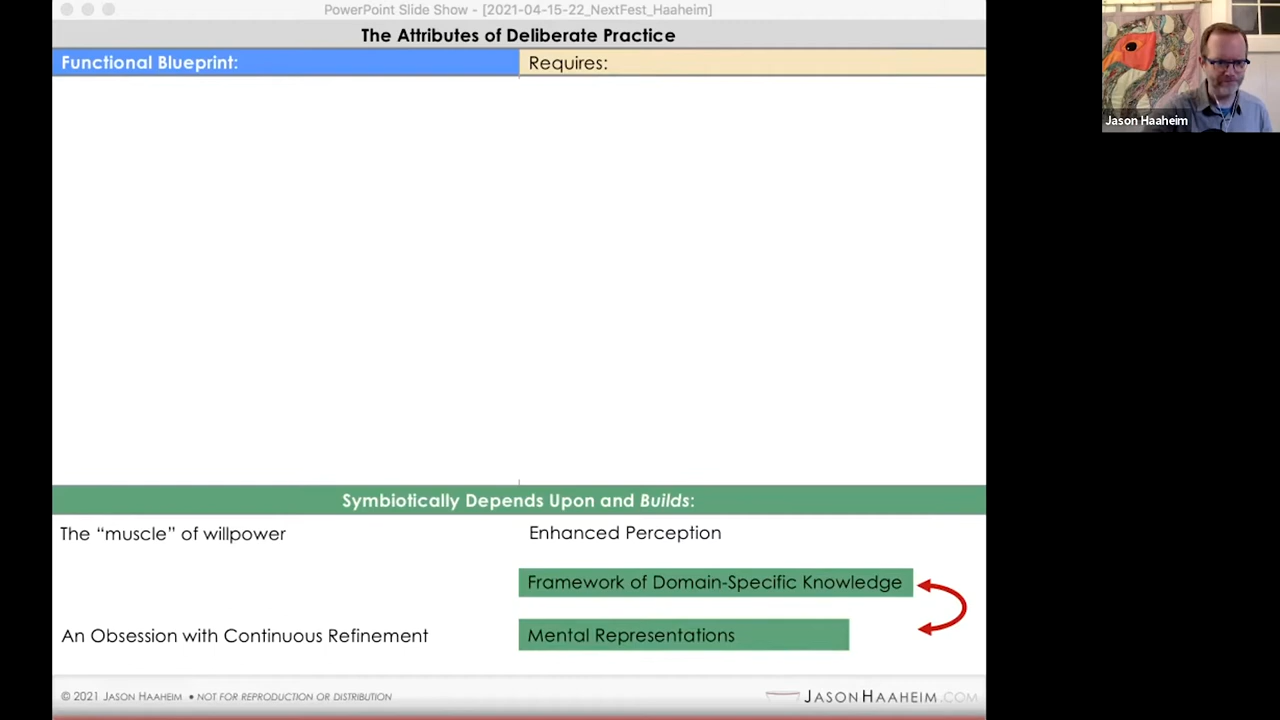 PowerPoint Slide Show - [2021-04-15-22_NextFest_Haaheim]
The Attributes of Deliberate Practice
Functional Blueprint:
Requires:
Jason Haaheim
Symbiotically Depends Upon and Builds:
The “muscle” of willpower
Enhanced Perception
Framework of Domain-Specific Knowledge
An Obsession with Continuous Refinement
Mental Representations
© 2021 JASON HAAHEIM • NOT FOR REPRODUCTION OR DISTRIBUTION
JASONHAAHEIM.COM